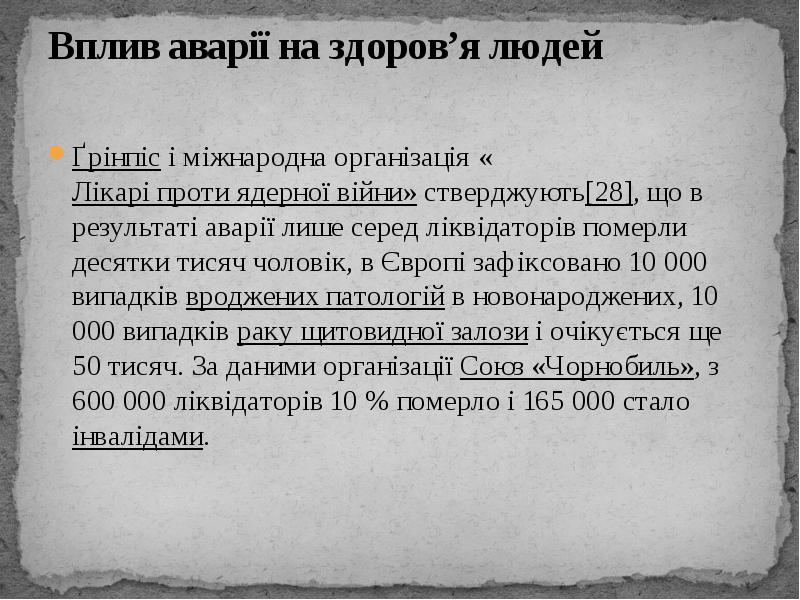 Вплив аварії на здоров’я людей
Ґрінпіс і міжнародна організація «
Лікарі проти ядерної війни» стверджують[28], що в
результаті аварії лише серед ліквідаторів померли
десятки тисяч чоловік, в Європі зафіксовано 10 000
випадків вроджених патологій в новонароджених, 10
000 випадків раку щитовидної залози і очікується ще
50 тисяч. За даними організації Союз «Чорнобиль», з
600 000 ліквідаторів 10 % померло і 165 000 стало
інвалідами.